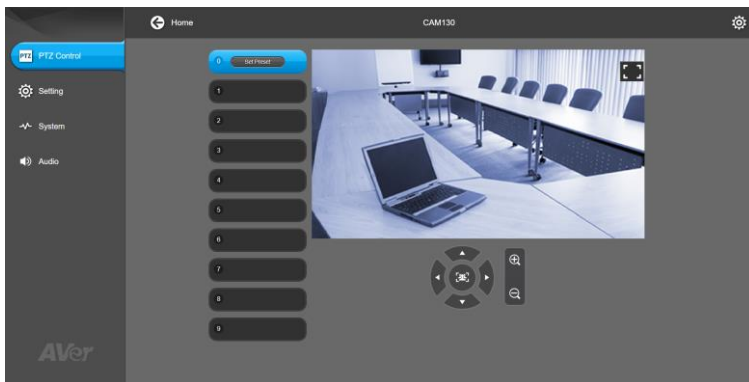 Home
CAM130
PTZ PTZ Control
Setting
System
Audio
0 Set Preset
1
2
3
4
5
6
7
8
9
AVer